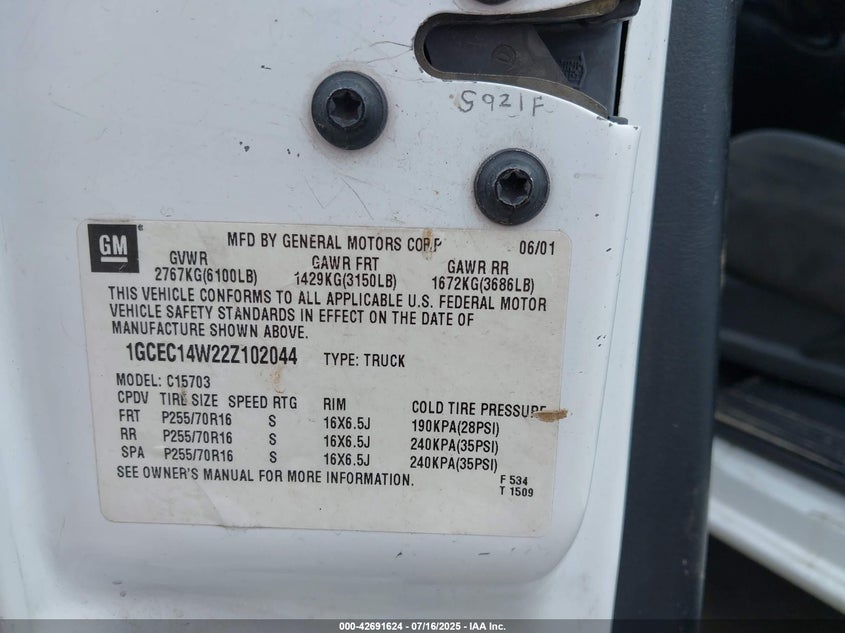 S921F
GM
MFD BY GENERAL MOTORS CORP 06/01
GVWR GAWR FRT GAWR RR
2767KG(6100LB) 1429KG(3150LB) 1672KG(3686LB)
THIS VEHICLE CONFORMS TO ALL APPLICABLE U.S. FEDERAL MOTOR
VEHICLE SAFETY STANDARDS IN EFFECT ON THE DATE OF
MANUFACTURE SHOWN ABOVE.
1GCEC14W22Z102044 TYPE: TRUCK
MODEL: C15703
CPDV TIRE SIZE SPEED RTG RIM COLD TIRE PRESSURE
FRT P255/70R16 S 16X6.5J 190KPA(28PSI)
RR P255/70R16 S 16X6.5J 240KPA(35PSI)
SPA P255/70R16 S 16X6.5J 240KPA(35PSI)
SEE OWNER'S MANUAL FOR MORE INFORMATION.
F 534
T 1509
000-42691624 / 07/16/2025 - IAA Inc.